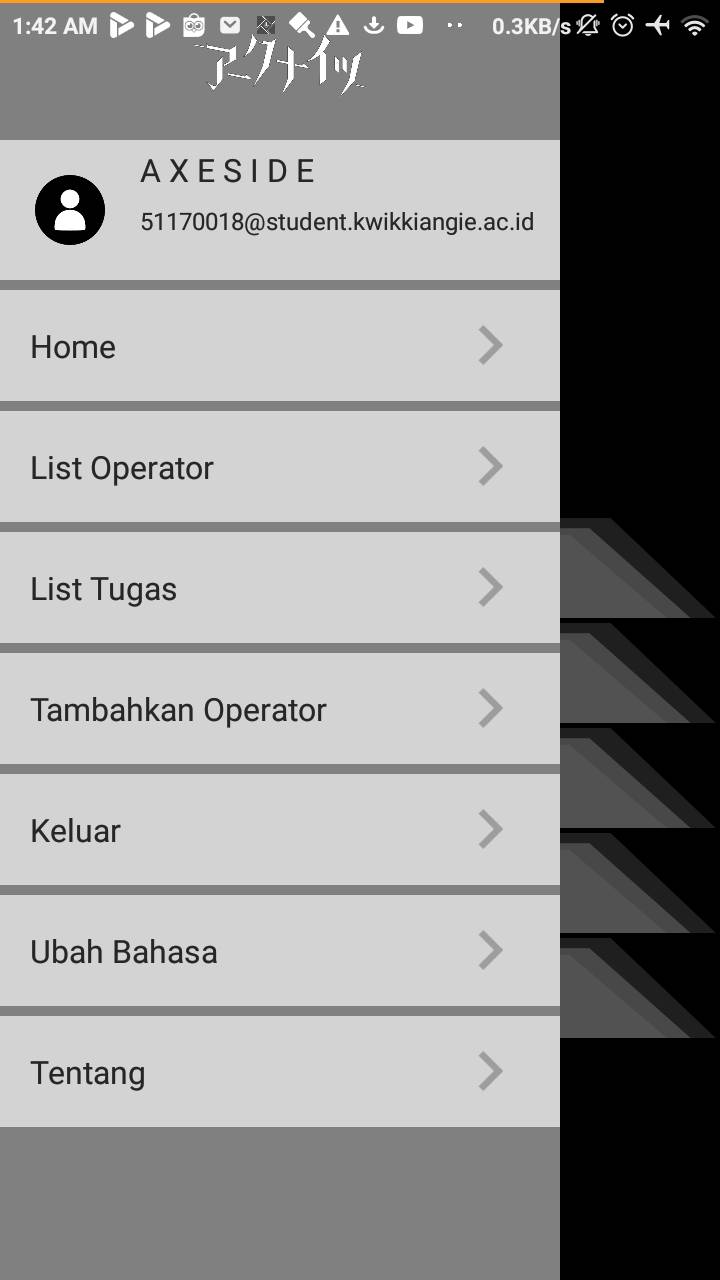 1:42 AM
0.3KB/s
アークナイツ
A X E S I D E
51170018@student.kwikkiangie.ac.id
Home
List Operator
List Tugas
Tambahkan Operator
Keluar
Ubah Bahasa
Tentang